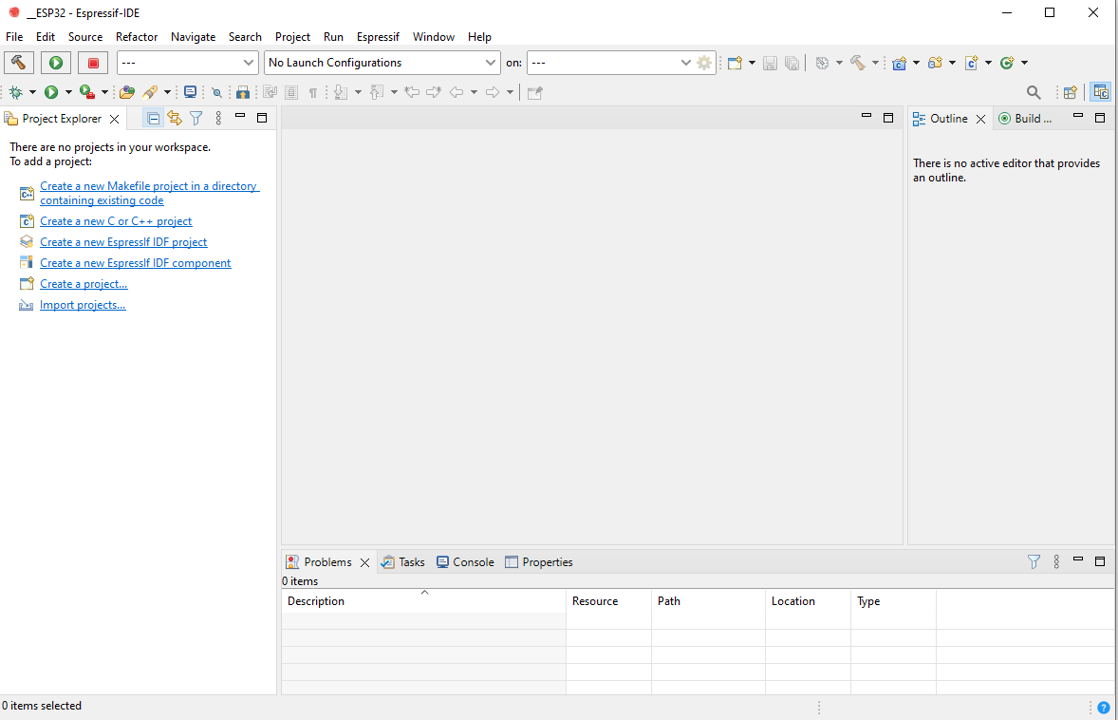 __ESP32 - Espressif-IDE
File Edit Source Refactor Navigate Search Project Run Espressif Window Help
--- No Launch Configurations on: ---
Project Explorer
There are no projects in your workspace.
To add a project:
Create a new Makefile project in a directory
containing existing code
Create a new C or C++ project
Create a new EspressIf IDF project
Create a new EspressIf IDF component
Create a project...
Import projects...
Outline Build ...
There is no active editor that provides
an outline.
Problems Tasks Console Properties
0 items
Description Resource Path Location Type
0 items selected